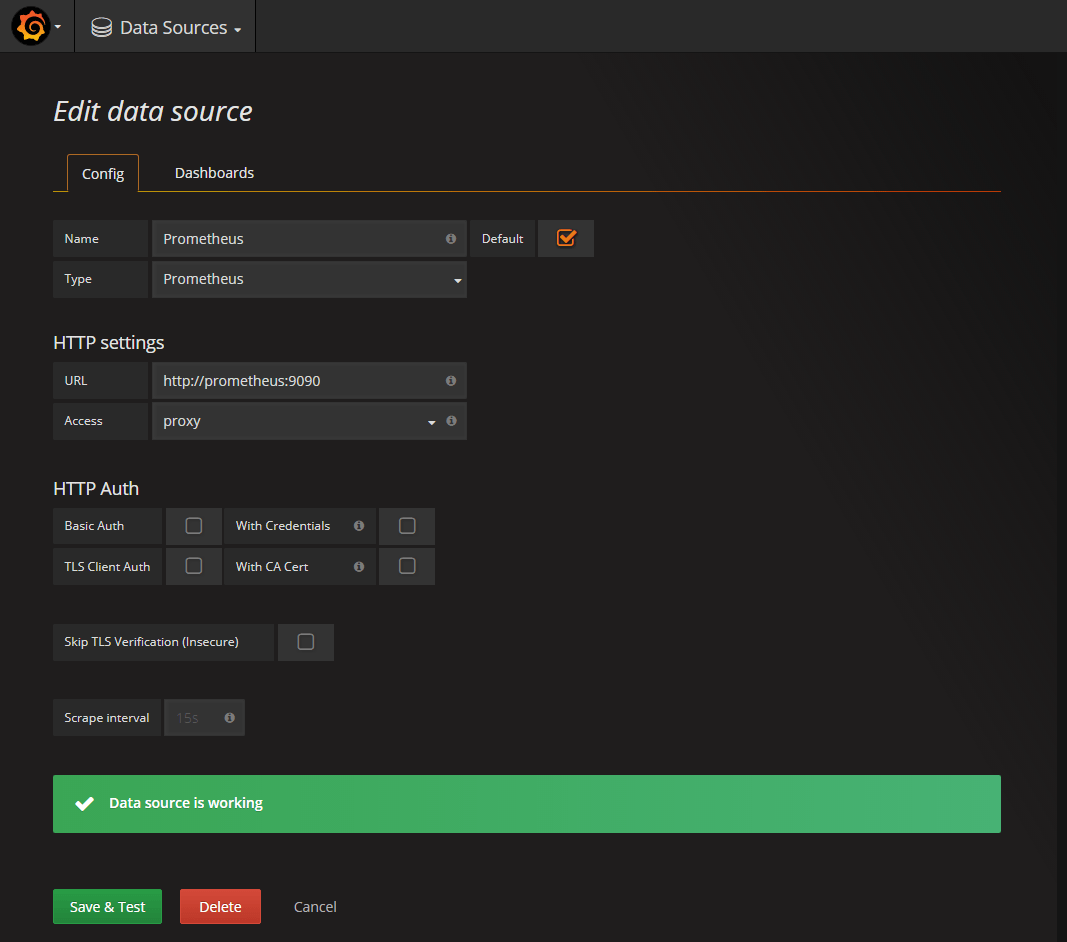 Data Sources
Edit data source
Config Dashboards
Name Prometheus Default
Type Prometheus
HTTP settings
URL http://prometheus:9090
Access proxy
HTTP Auth
Basic Auth With Credentials
TLS Client Auth With CA Cert
Skip TLS Verification (Insecure)
Scrape interval 15s
Data source is working
Save & Test Delete Cancel